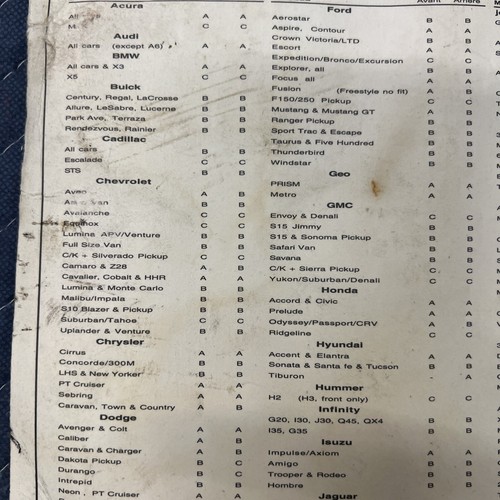 Acura
All A A
C C
Audi
All cars (except A8) A A
BMW
All cars & X3 A A
X5 C C
Buick
Century, Regal, LaCrosse B B
Allure, LeSabre, Lucerne B B
Park Ave, Terraza B B
Rendezvous, Rainier B B
Cadillac
All cars B B
Escalade C C
STS B B
Chevrolet
Aveo A B
Van B B
Avalanche C C
Equinox C C
Lumina APV/Venture B B
Full Size Van B B
C/K + Silverado Pickup C C
Camaro & Z28 A B
Cavalier, Cobalt & HHR A A
Lumina & Monte Carlo B B
Malibu/Impala B B
S10 Blazer & Pickup B B
Suburban/Tahoe C C
Uplander & Venture B B
Chrysler
Cirrus A A
Concorde/300M B B
LHS & New Yorker B B
PT Cruiser A A
Sebring A A
Caravan, Town & Country A B
Dodge
Avenger & Colt A A
Caliber A B
Caravan & Charger A B
Dakota Pickup B C
Durango B C
Intrepid B B
Neon , PT Cruiser A A
Avant Arrière
Ford
Aerostar B B
Aspire, Contour A A
Crown Victoria/LTD B B
Escort A A
Expedition/Bronco/Excursion C C
Explorer, all B B
Focus all A A
Fusion (Freestyle no fit) A B
F150/250 Pickup C C
Mustang & Mustang GT A B
Ranger Pickup B B
Sport Trac & Escape B B
Taurus & Five Hundred B B
Thunderbird B B
Windstar B B
Geo
PRISM A A
Metro A A
GMC
Envoy & Denali C C
S15 Jimmy B B
S15 & Sonoma Pickup B B
Safari Van B B
Savana B B
C/K + Sierra Pickup C C
Yukon/Suburban/Denali C C
Honda
Accord & Civic A A
Prelude A A
Odyssey/Passport/CRV A B
Ridgeline C C
Hyundai
Accent & Elantra A A
Sonata & Santa fe & Tucson B B
Tiburon A
Hummer
H2 (H3, front only) C C
Infinity
G20, I30, J30, Q45, QX4 B B
I35, G35 B B
Isuzu
Impulse/Axiom A A
Amigo B B
Trooper & Rodeo B B
Hombre B B
Jaguar